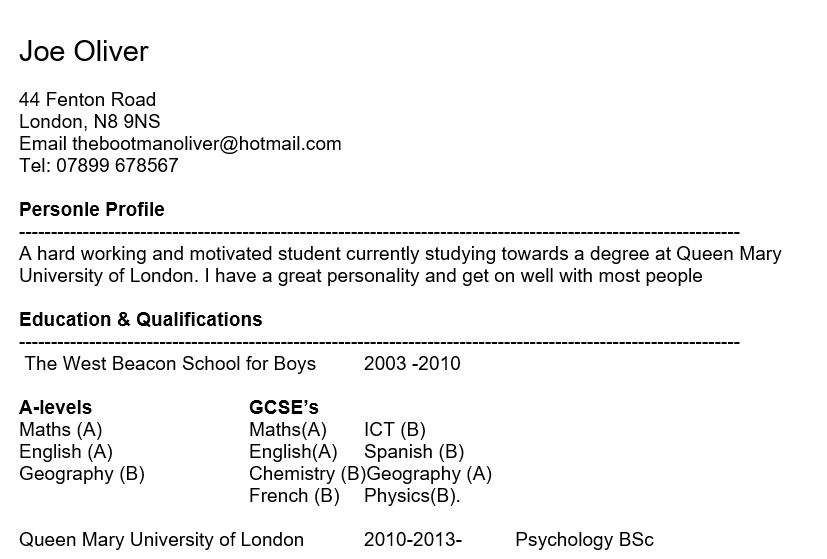 Joe Oliver
44 Fenton Road
London, N8 9NS
Email thebootmanoliver@hotmail.com
Tel: 07899 678567
Personle Profile
--------------------------------------------------------------------------------------------------------------------
A hard working and motivated student currently studying towards a degree at Queen Mary
University of London. I have a great personality and get on well with most people
Education & Qualifications
--------------------------------------------------------------------------------------------------------------------
The West Beacon School for Boys 2003 -2010
A-levels GCSE’s
Maths (A) Maths(A) ICT (B)
English (A) English(A) Spanish (B)
Geography (B) Chemistry (B)Geography (A)
French (B) Physics(B).
Queen Mary University of London 2010-2013- Psychology BSc